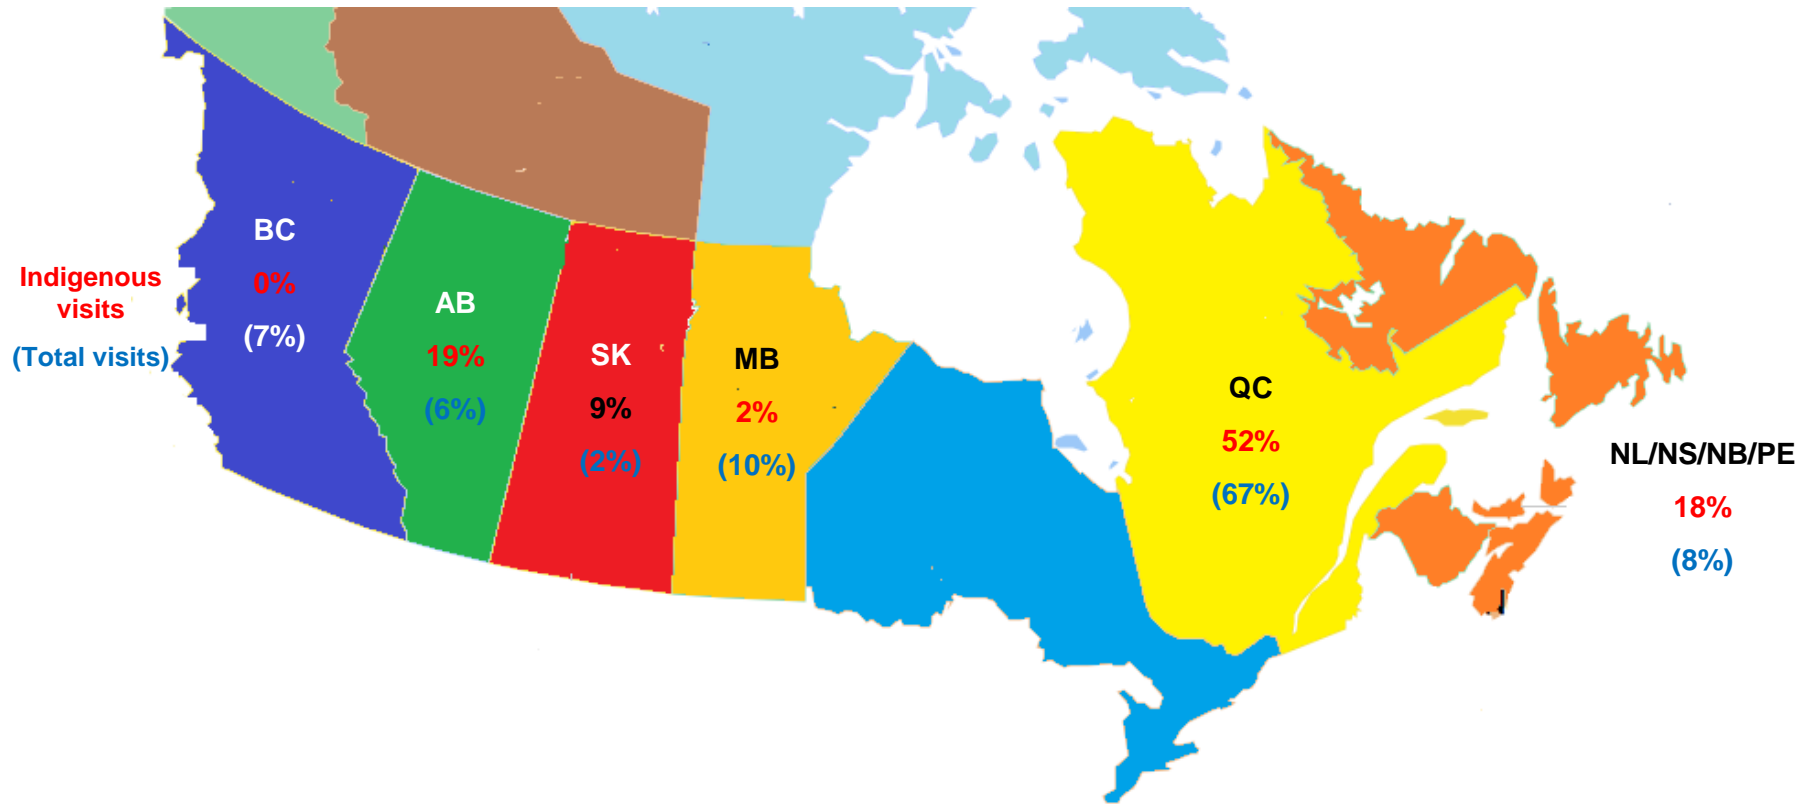 Indigenous
visits
(Total visits)
BC
0%
(7%)
AB
19%
(6%)
SK
9%
(2%)
MB
2%
(10%)
QC
52%
(67%)
NL/NS/NB/PE
18%
(8%)